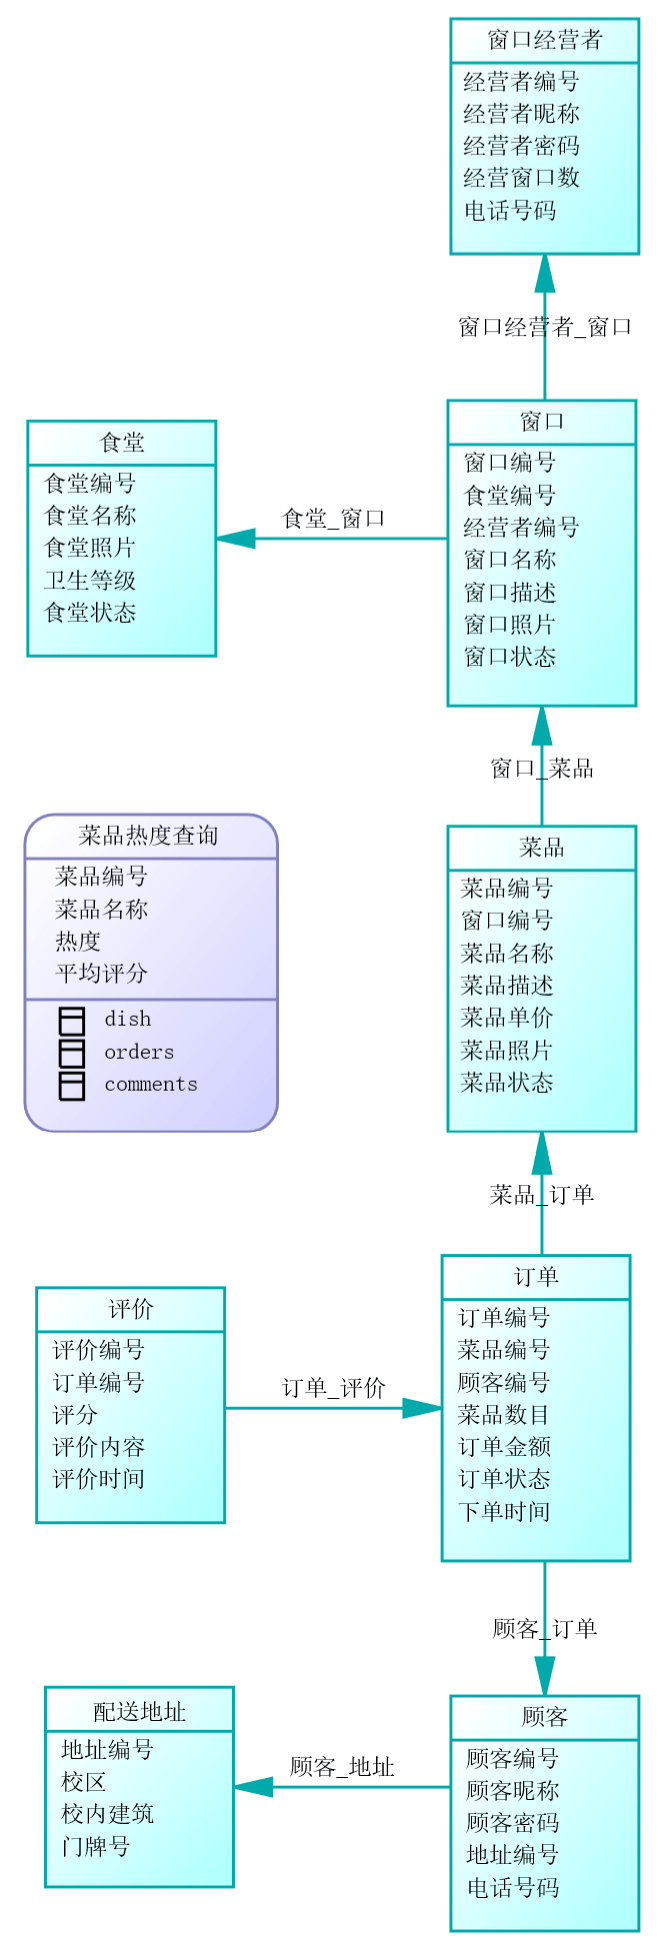 窗口经营者
经营者编号
经营者昵称
经营者密码
经营窗口数
电话号码
窗口经营者_窗口
食堂
食堂编号
食堂名称
食堂照片
卫生等级
食堂状态
食堂_窗口
窗口
窗口编号
食堂编号
经营者编号
窗口名称
窗口描述
窗口照片
窗口状态
窗口_菜品
菜品热度查询
菜品编号
菜品名称
热度
平均评分
dish
orders
comments
菜品
菜品编号
窗口编号
菜品名称
菜品描述
菜品单价
菜品照片
菜品状态
菜品_订单
评价
评价编号
订单编号
评分
评价内容
评价时间
订单_评价
订单
订单编号
菜品编号
顾客编号
菜品数目
订单金额
订单状态
下单时间
顾客_订单
配送地址
地址编号
校区
校内建筑
门牌号
顾客_地址
顾客
顾客编号
顾客昵称
顾客密码
地址编号
电话号码